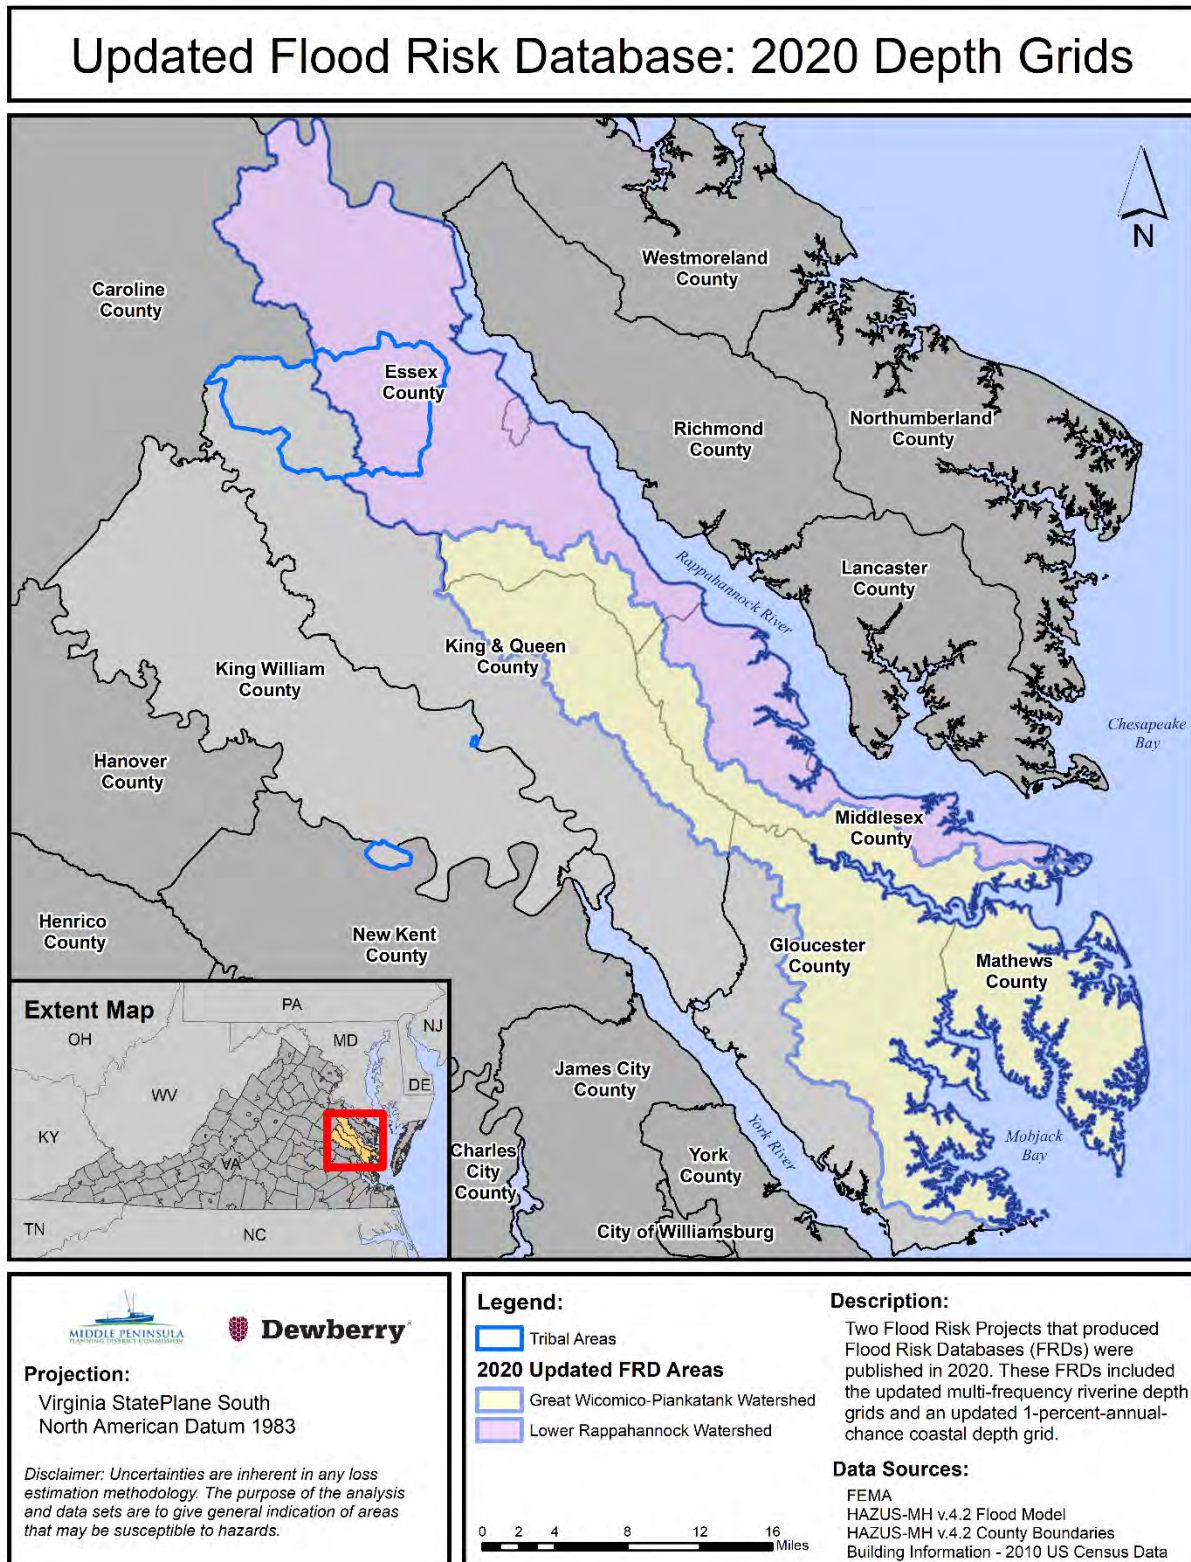 Updated Flood Risk Database: 2020 Depth Grids
N
Westmoreland
County
Caroline
County
Essex
County
Richmond
County
Northumberland
County
Lancaster
County
Rappahannock River
King & Queen
County
King William
County
Chesapeake
Bay
Hanover
County
Middlesex
County
Henrico
County
New Kent
County
Gloucester
County
Mathews
County
James City
County
York River
Mobjack
Bay
Charles
City
County
York
County
City of Williamsburg
Extent Map
PA
OH
MD
NJ
WV
DE
KY
VA
TN
NC
MIDDLE PENINSULA
PLANNING DISTRICT COMMISSION
Dewberry
Projection:
Virginia StatePlane South
North American Datum 1983
Disclaimer: Uncertainties are inherent in any loss
estimation methodology. The purpose of the analysis
and data sets are to give general indication of areas
that may be susceptible to hazards.
Legend:
Tribal Areas
2020 Updated FRD Areas
Great Wicomico-Piankatank Watershed
Lower Rappahannock Watershed
0 2 4 8 12 16
Miles
Description:
Two Flood Risk Projects that produced
Flood Risk Databases (FRDs) were
published in 2020. These FRDs included
the updated multi-frequency riverine depth
grids and an updated 1-percent-annual-
chance coastal depth grid.
Data Sources:
FEMA
HAZUS-MH v.4.2 Flood Model
HAZUS-MH v.4.2 County Boundaries
Building Information - 2010 US Census Data